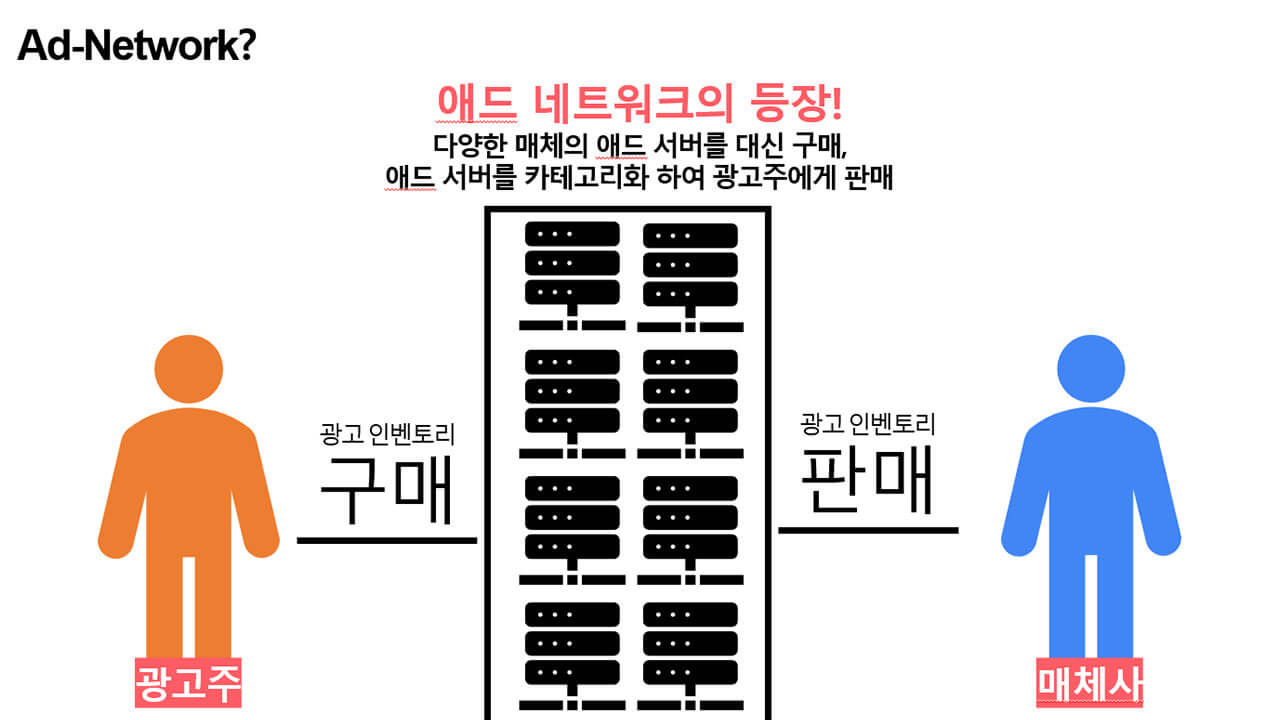 Ad-Network?
애드 네트워크의 등장!
다양한 매체의 애드 서버를 대신 구매,
애드 서버를 카테고리화 하여 광고주에게 판매
광고 인벤토리
구매
광고 인벤토리
판매
광고주
매체사